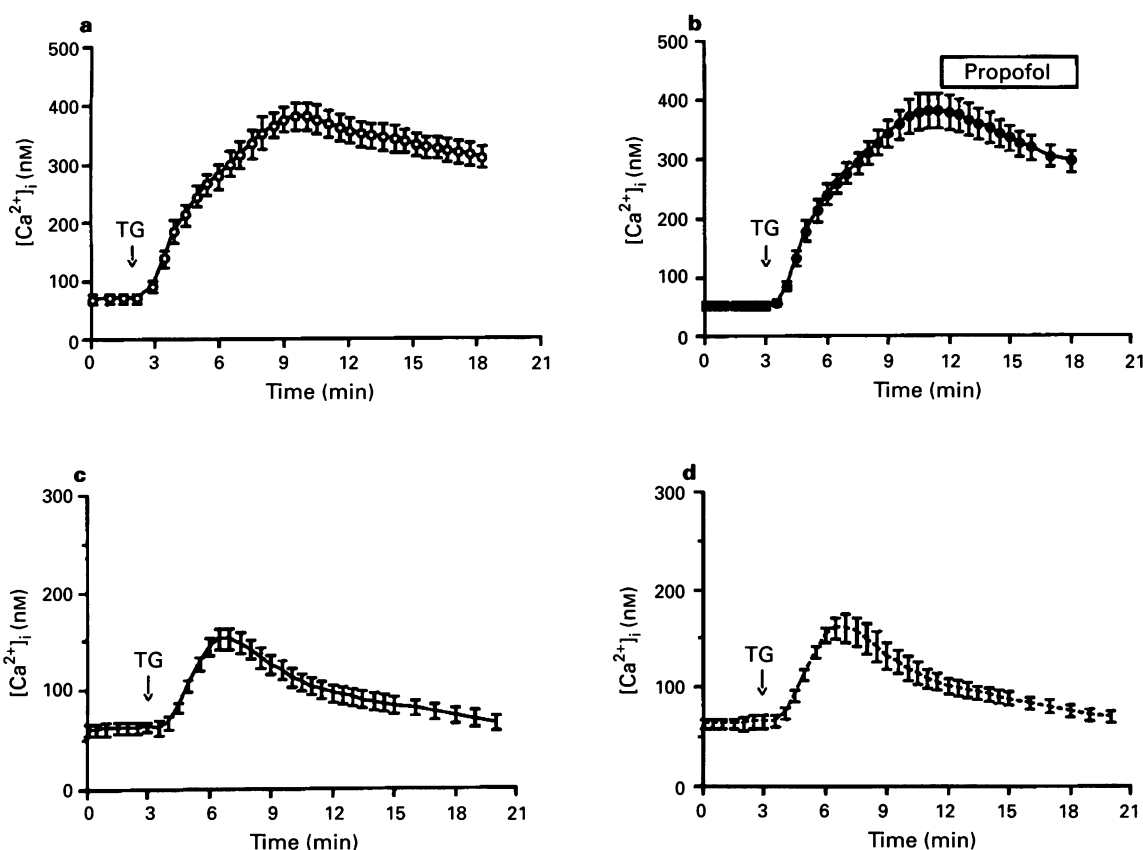 a
500
400
300
200
100
0
[Ca2+]i (nM)
TG
0 3 6 9 12 15 18 21
Time (min)
b
500
400
300
200
100
0
[Ca2+]i (nM)
Propofol
TG
0 3 6 9 12 15 18 21
Time (min)
c
300
200
100
0
[Ca2+]i (nM)
TG
0 3 6 9 12 15 18 21
Time (min)
d
300
200
100
0
[Ca2+]i (nM)
TG
0 3 6 9 12 15 18 21
Time (min)